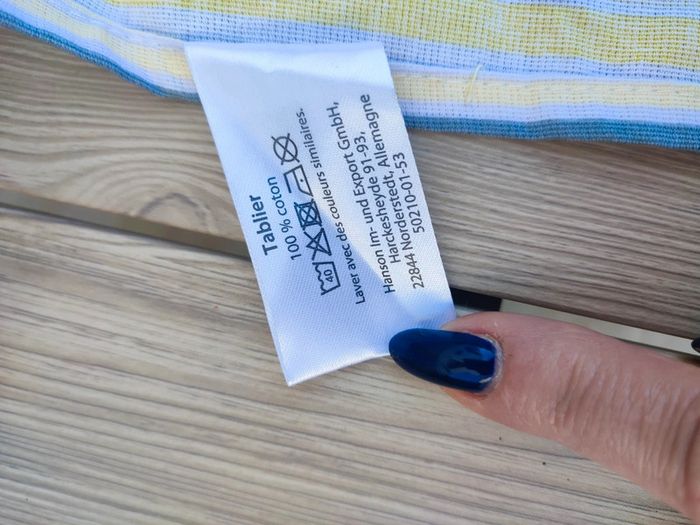 Tablier
100 % coton
40
Laver avec des couleurs similaires.
Hanson Im- und Export GmbH,
Harckesheyde 91-93,
22844 Norderstedt, Allemagne
50210-01-53